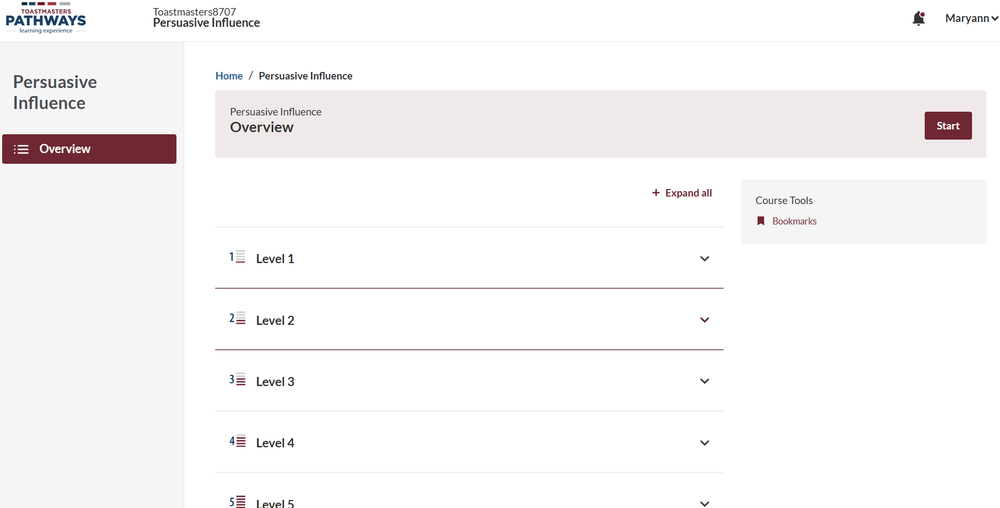 TOASTMASTERS
PATHWAYS
learning experience
Toastmasters8707
Persuasive Influence
Maryann
Persuasive
Influence
Overview
Home / Persuasive Influence
Persuasive Influence
Overview
Start
+ Expand all
Course Tools
Bookmarks
1 Level 1
2 Level 2
3 Level 3
4 Level 4
5 Level 5